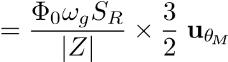 = \frac{\Phi_0 \omega_g S_R}{|Z|} \times \frac{3}{2} \mathbf{u}_{\theta_M}